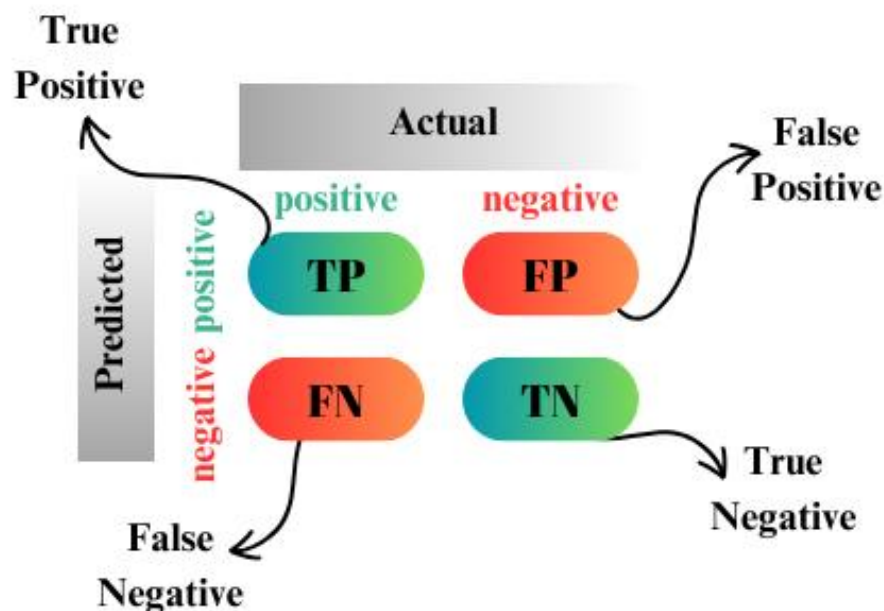 True
Positive
Actual
False
Positive
positive
negative
Predicted
positive
negative
TP
FP
FN
TN
True
Negative
False
Negative